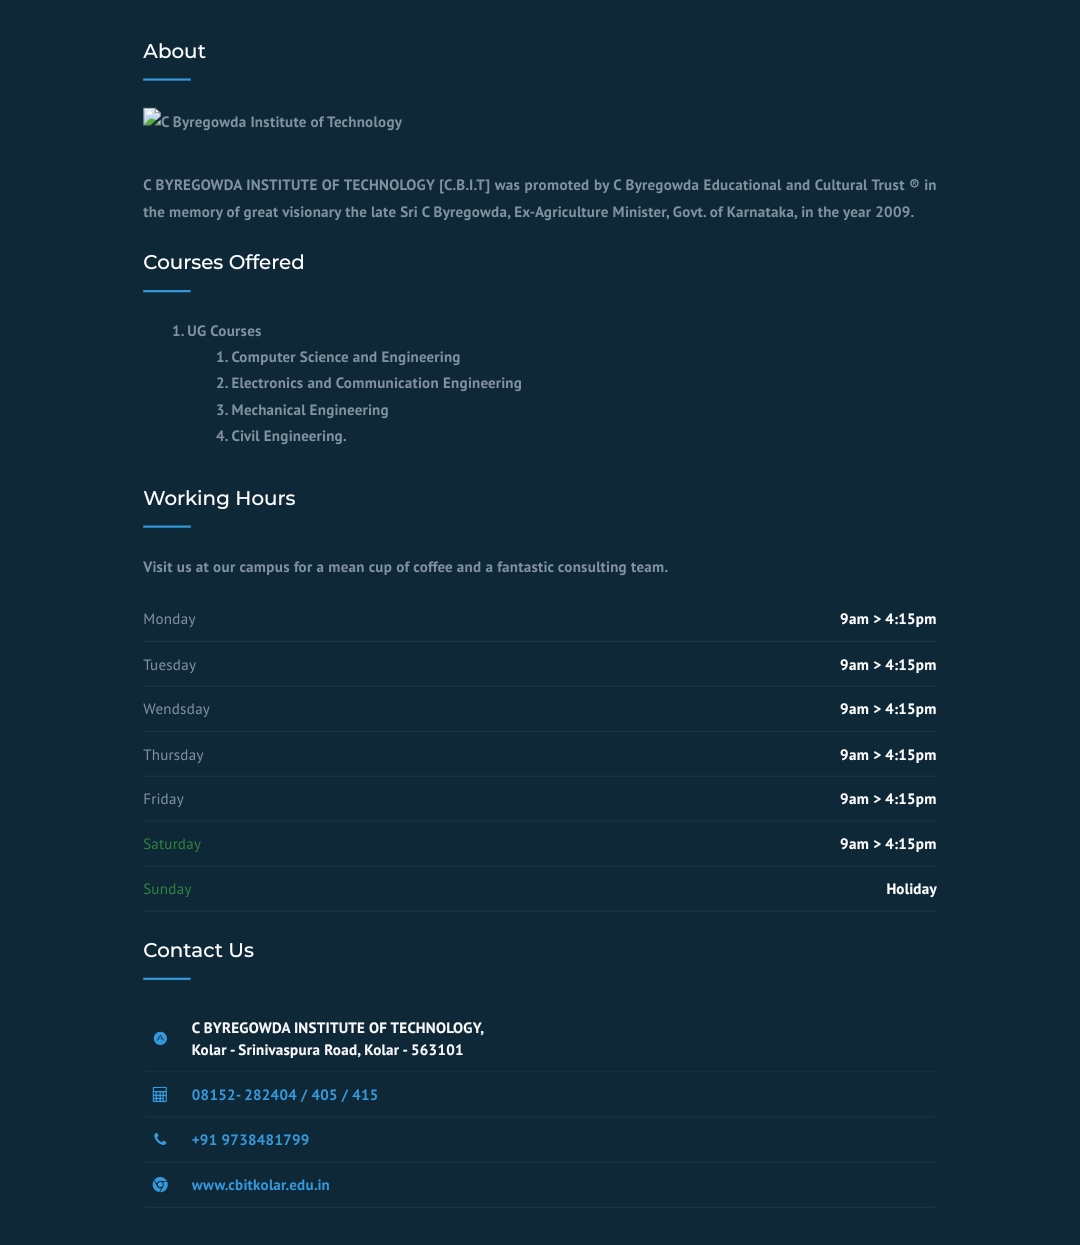 About
C Byregowda Institute of Technology
C BYREGOWDA INSTITUTE OF TECHNOLOGY [C.B.I.T] was promoted by C Byregowda Educational and Cultural Trust ® in
the memory of great visionary the late Sri C Byregowda, Ex-Agriculture Minister, Govt. of Karnataka, in the year 2009.
Courses Offered
1. UG Courses
1. Computer Science and Engineering
2. Electronics and Communication Engineering
3. Mechanical Engineering
4. Civil Engineering.
Working Hours
Visit us at our campus for a mean cup of coffee and a fantastic consulting team.
Monday 9am > 4:15pm
Tuesday 9am > 4:15pm
Wendsday 9am > 4:15pm
Thursday 9am > 4:15pm
Friday 9am > 4:15pm
Saturday 9am > 4:15pm
Sunday Holiday
Contact Us
C BYREGOWDA INSTITUTE OF TECHNOLOGY,
Kolar - Srinivaspura Road, Kolar - 563101
08152- 282404 / 405 / 415
+91 9738481799
www.cbitkolar.edu.in